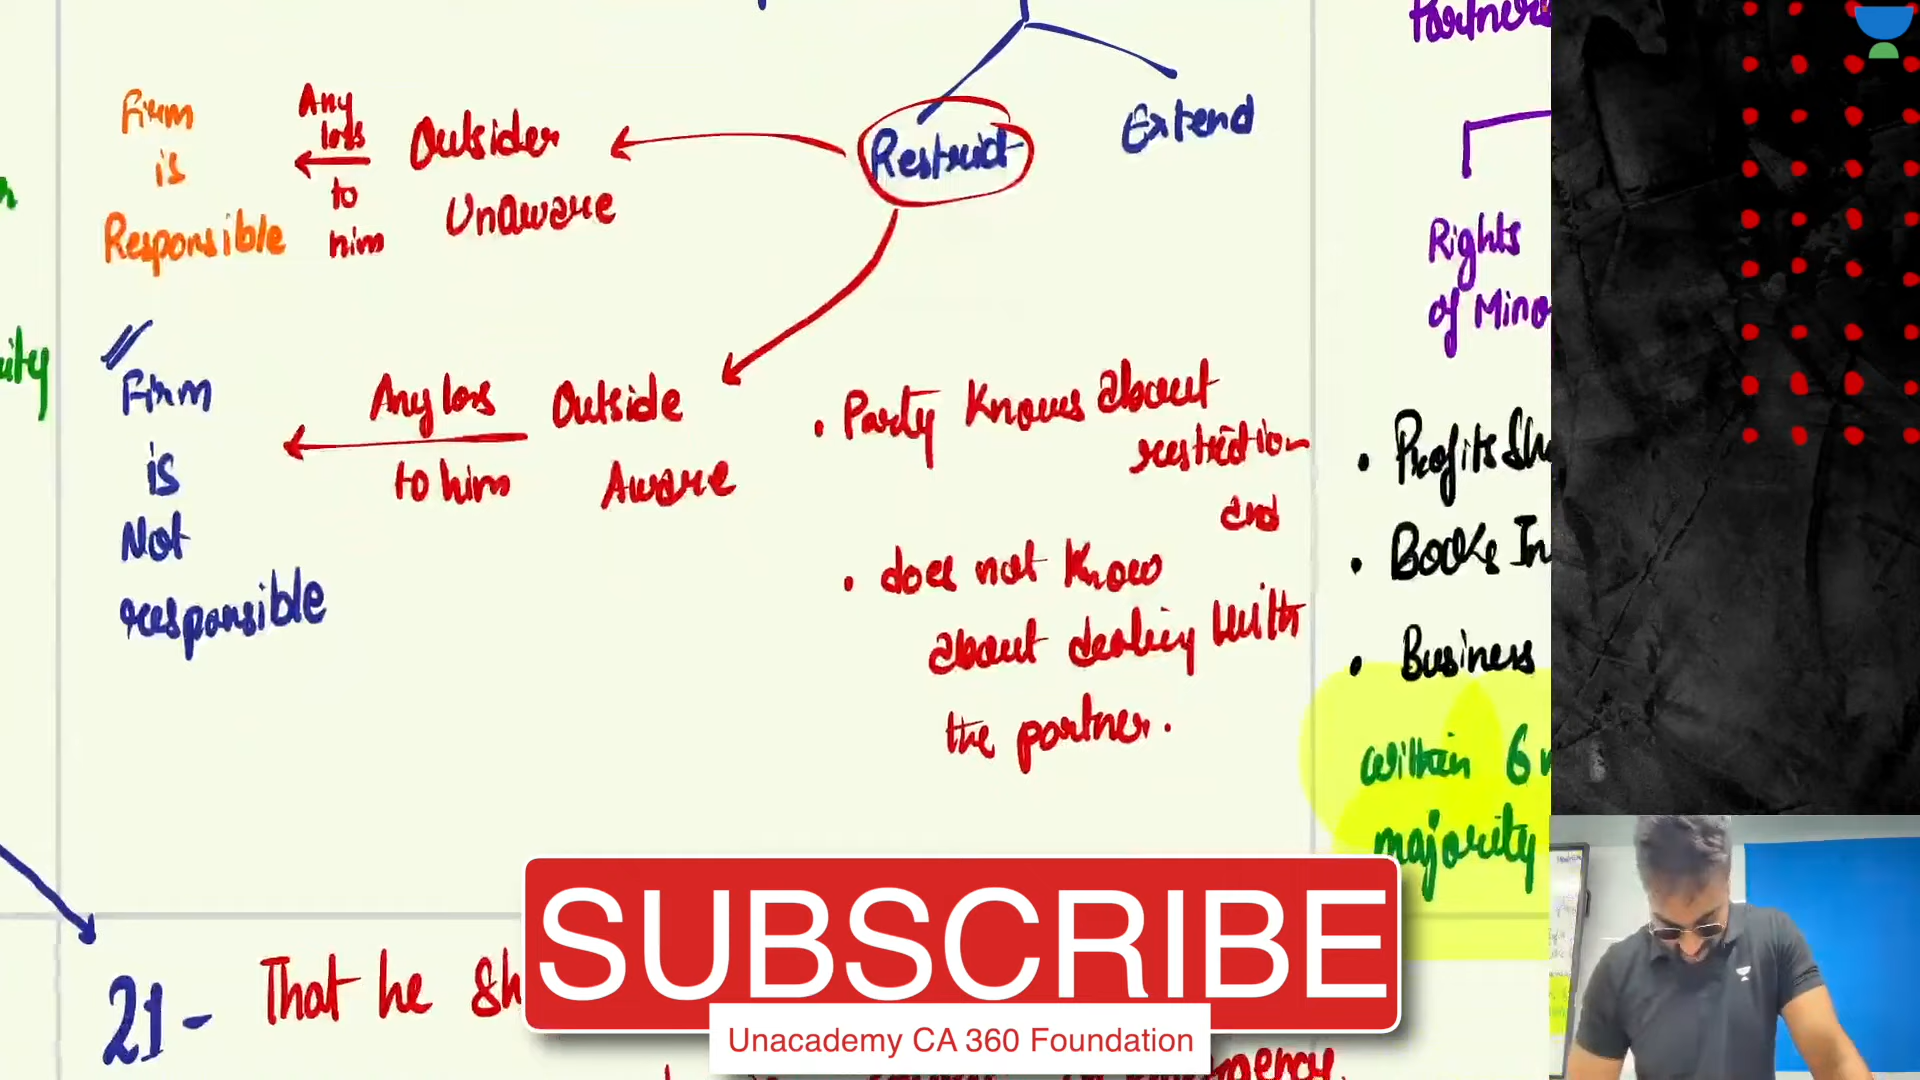 Partner
Restrict
Extend
Outsider
UnAware
Any
loss
to
him
Firm
is
Responsible
Outside
Aware
Any loss
to him
Firm
is
Not
responsible
• Party Knows about
restriction
and
• does not Know
about dealing with
the partner.
Rights
of Mino
• Profits Sh
• Books In
• Business
within 6
majority
21 - That he Sh
SUBSCRIBE
Unacademy CA 360 Foundation